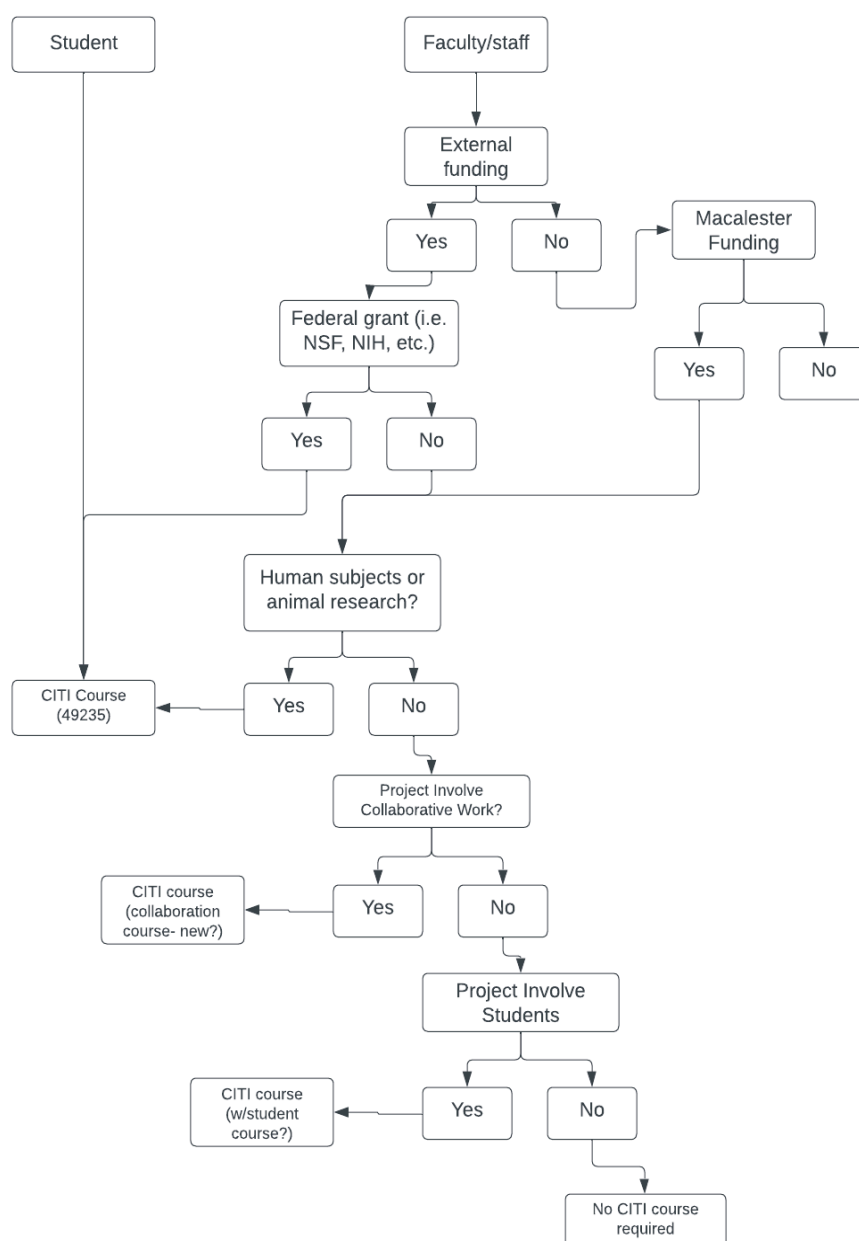 Student
Faculty/staff
External
funding
Yes
No
Macalester
Funding
Federal grant (i.e.
NSF, NIH, etc.)
Yes
No
Yes
No
Human subjects or
animal research?
CITI Course
(49235)
Yes
No
Project Involve
Collaborative Work?
CITI course
(collaboration
course- new?)
Yes
No
Project Involve
Students
CITI course
(w/student
course?)
Yes
No
No CITI course
required